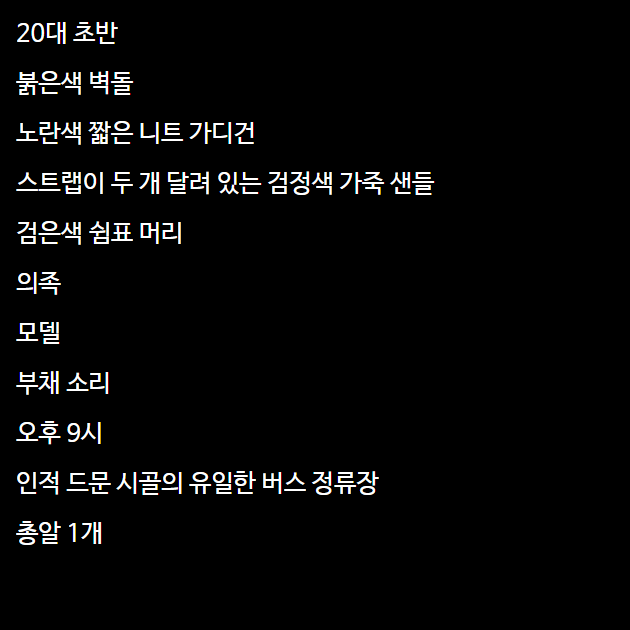 20대 초반
붉은색 벽돌
노란색 짧은 니트 가디건
스트랩이 두 개 달려 있는 검정색 가죽 샌들
검은색 쉼표 머리
의족
모델
부채 소리
오후 9시
인적 드문 시골의 유일한 버스 정류장
총알 1개